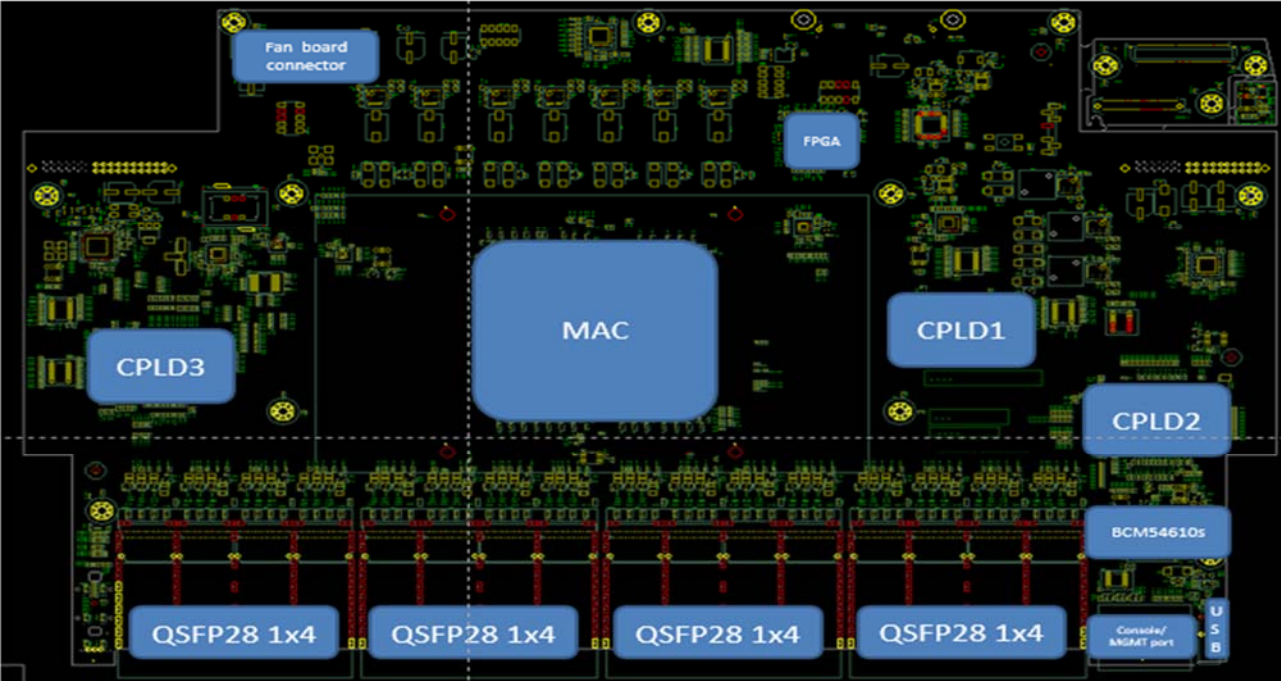 Fan board
connector
FPGA
MAC
CPLD1
CPLD3
CPLD2
BCM54610s
QSFP28 1x4
QSFP28 1x4
QSFP28 1x4
QSFP28 1x4
Console/
MGMT port
USB